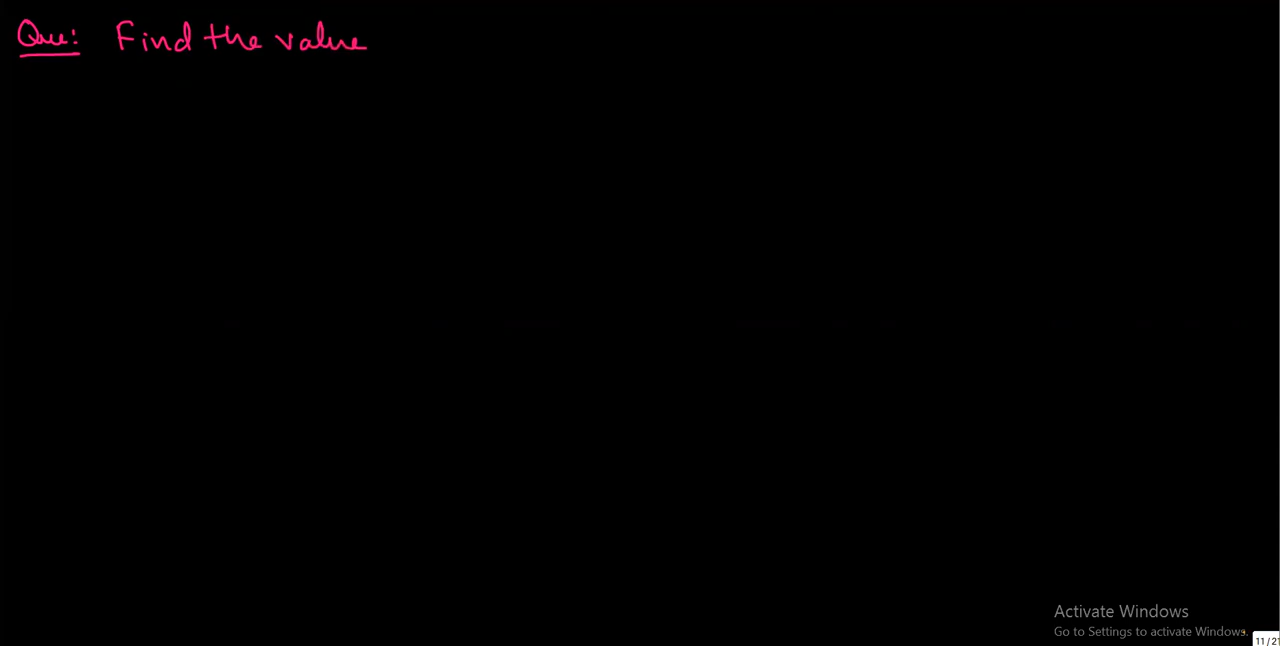 Que: Find the value
Activate Windows
Go to Settings to activate Windows.
11 / 21